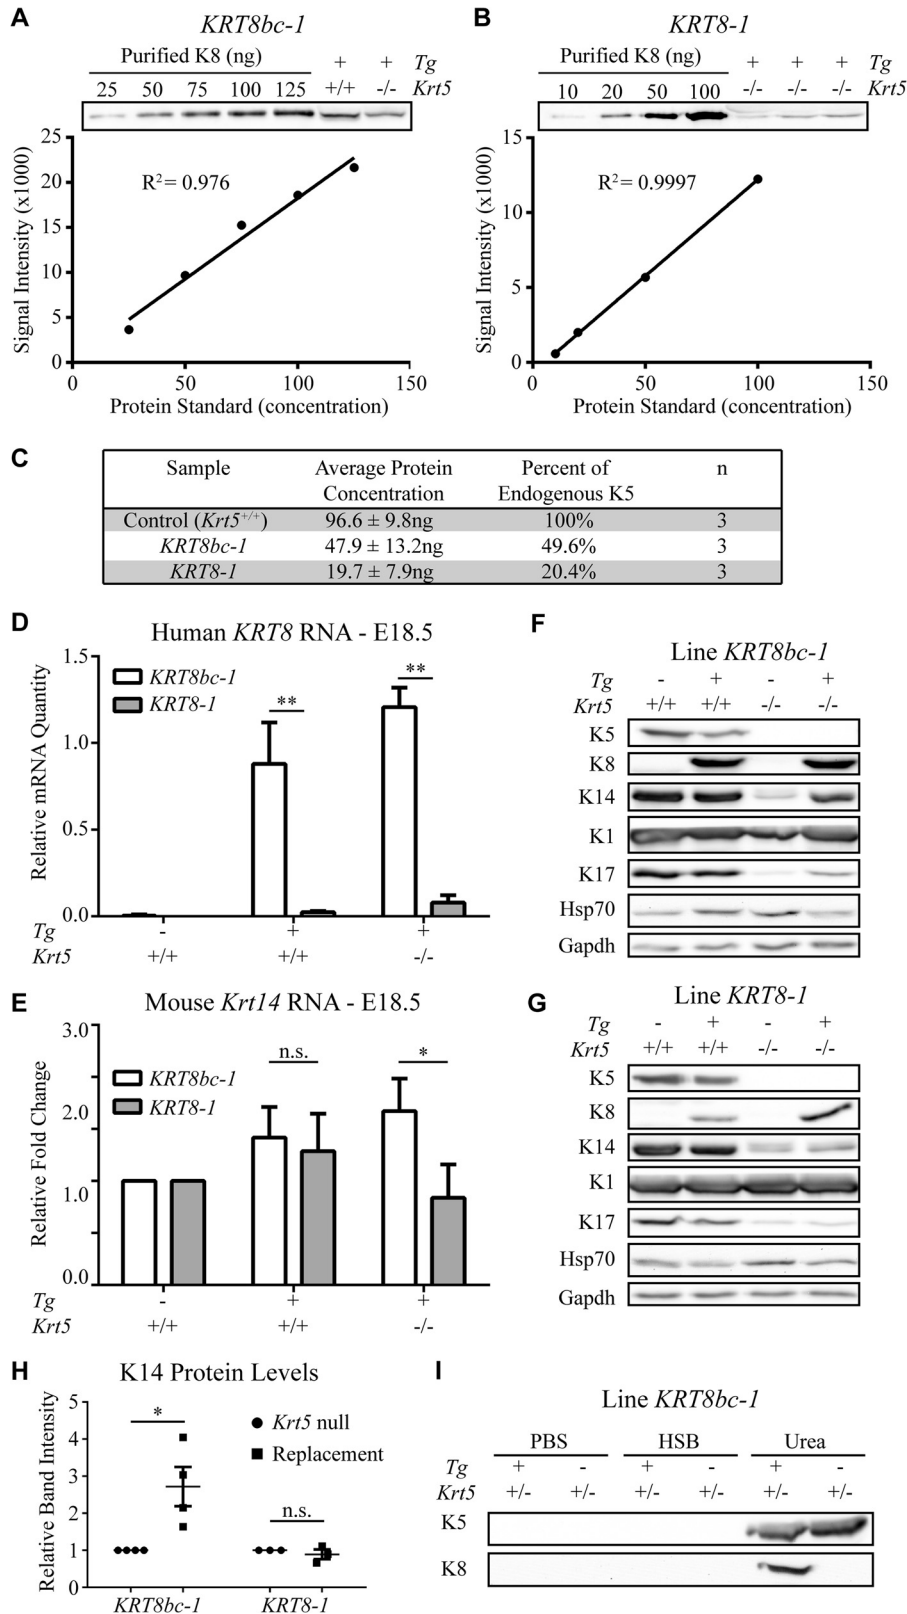 A
KRT8bc-1
Purified K8 (ng) + + Tg
25 50 75 100 125 +/+ -/- Krt5
25
20
15
10
5
0
Signal Intensity (x1000)
R2= 0.976
0 50 100 150
Protein Standard (concentration)
B
KRT8-1
Purified K8 (ng) + + + Tg
10 20 50 100 -/- -/- -/- Krt5
15
10
5
0
Signal Intensity (x1000)
R2= 0.9997
0 50 100 150
Protein Standard (concentration)
C
Sample Average Protein Concentration Percent of Endogenous K5 n
Control (Krt5+/+) 96.6 ± 9.8ng 100% 3
KRT8bc-1 47.9 ± 13.2ng 49.6% 3
KRT8-1 19.7 ± 7.9ng 20.4% 3
D
Human KRT8 RNA - E18.5
KRT8bc-1
KRT8-1
** **
1.5
1.0
0.5
0.0
Relative mRNA Quantity
Tg - + +
Krt5 +/+ +/+ -/-
E
Mouse Krt14 RNA - E18.5
KRT8bc-1
KRT8-1
n.s. *
3.0
2.0
1.0
0.0
Relative Fold Change
Tg - + +
Krt5 +/+ +/+ -/-
F
Line KRT8bc-1
Tg - + - +
Krt5 +/+ +/+ -/- -/-
K5
K8
K14
K1
K17
Hsp70
Gapdh
G
Line KRT8-1
Tg - + - +
Krt5 +/+ +/+ -/- -/-
K5
K8
K14
K1
K17
Hsp70
Gapdh
H
K14 Protein Levels
5
4
3
2
1
0
Relative Band Intensity
* n.s.
Krt5 null
Replacement
KRT8bc-1 KRT8-1
I
Line KRT8bc-1
PBS HSB Urea
Tg + - + - + -
Krt5 +/- +/- +/- +/- +/- +/-
K5
K8